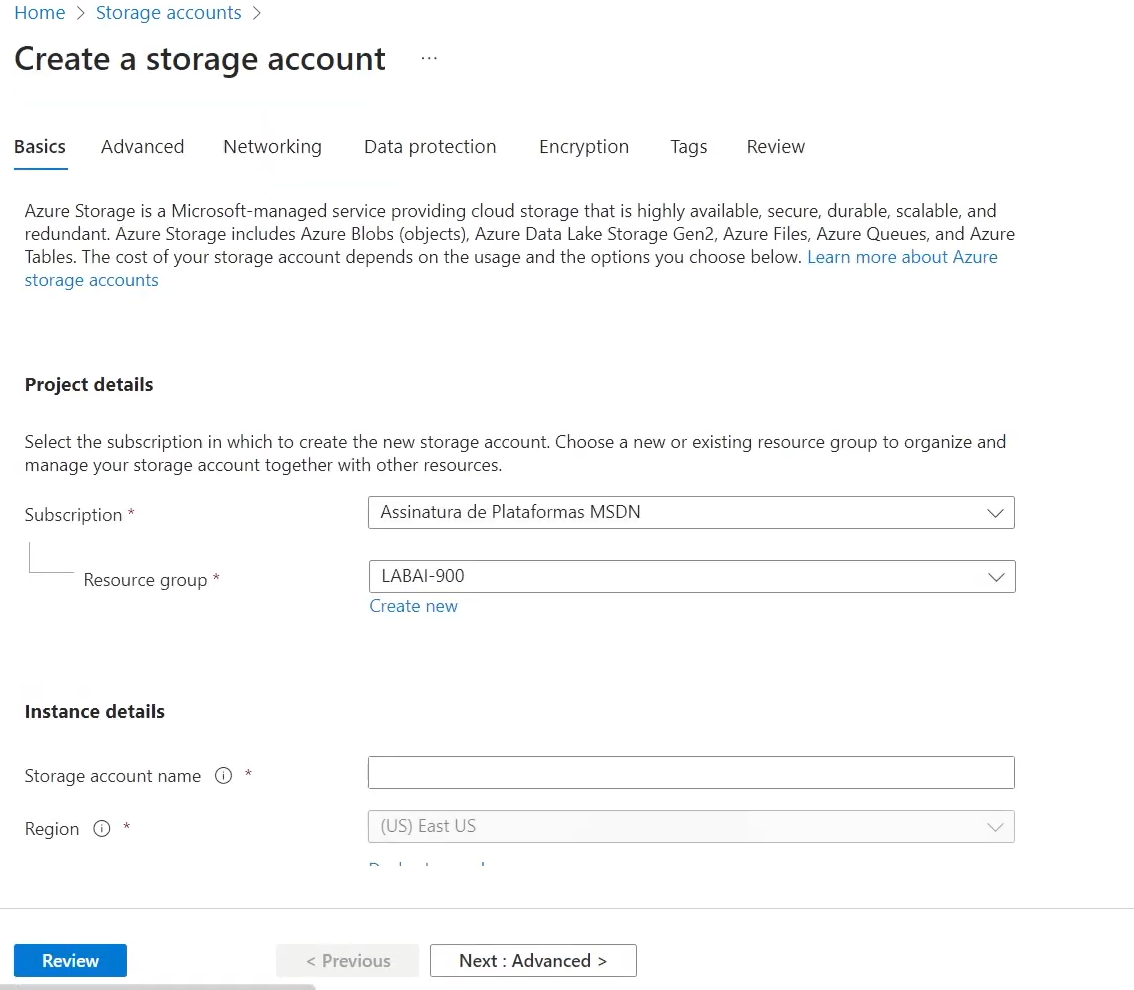 Home > Storage accounts >
Create a storage account ...
Basics Advanced Networking Data protection Encryption Tags Review
Azure Storage is a Microsoft-managed service providing cloud storage that is highly available, secure, durable, scalable, and
redundant. Azure Storage includes Azure Blobs (objects), Azure Data Lake Storage Gen2, Azure Files, Azure Queues, and Azure
Tables. The cost of your storage account depends on the usage and the options you choose below. Learn more about Azure
storage accounts
Project details
Select the subscription in which to create the new storage account. Choose a new or existing resource group to organize and
manage your storage account together with other resources.
Subscription * Assinatura de Plataformas MSDN
Resource group * LABAI-900
Create new
Instance details
Storage account name *
Region * (US) East US
Review < Previous Next : Advanced >